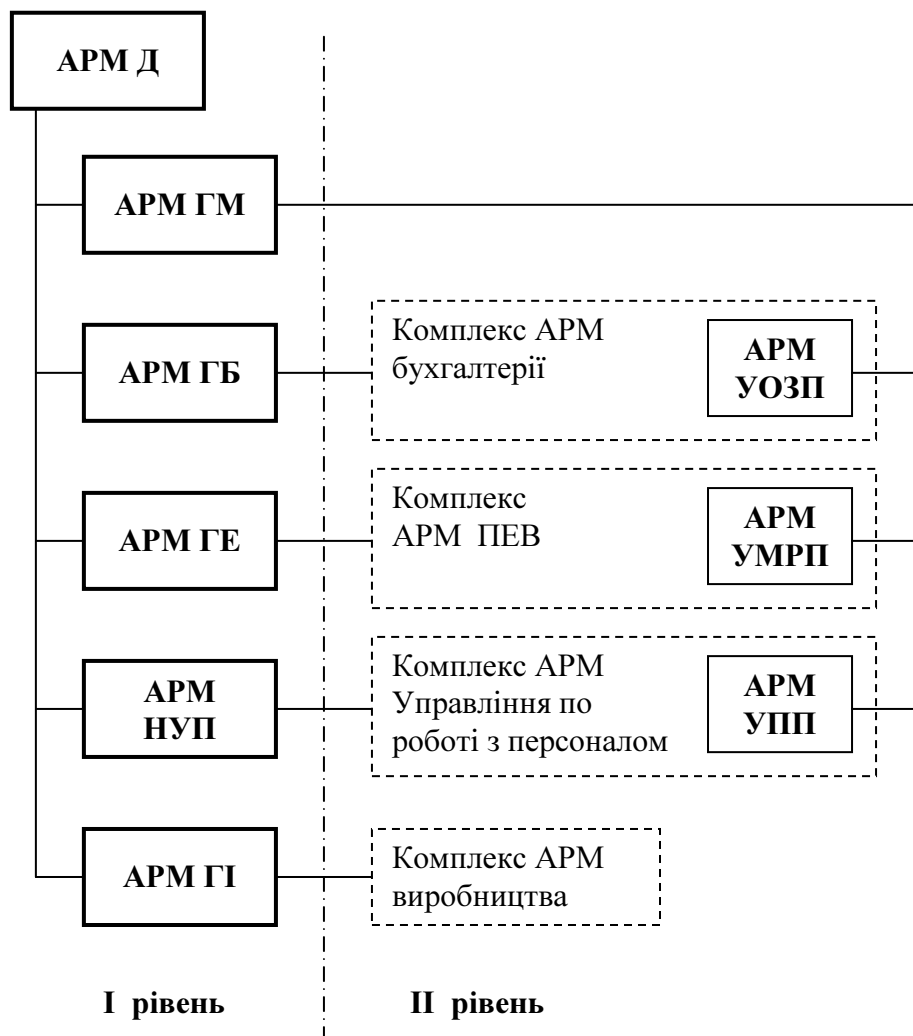 АРМ Д
АРМ ГМ
АРМ ГБ
Комплекс АРМ
бухгалтерії
АРМ
УОЗП
АРМ ГЕ
Комплекс
АРМ ПЕВ
АРМ
УМРП
АРМ
НУП
Комплекс АРМ
Управління по
роботі з персоналом
АРМ
УПП
АРМ ГІ
Комплекс АРМ
виробництва
І рівень
ІІ рівень